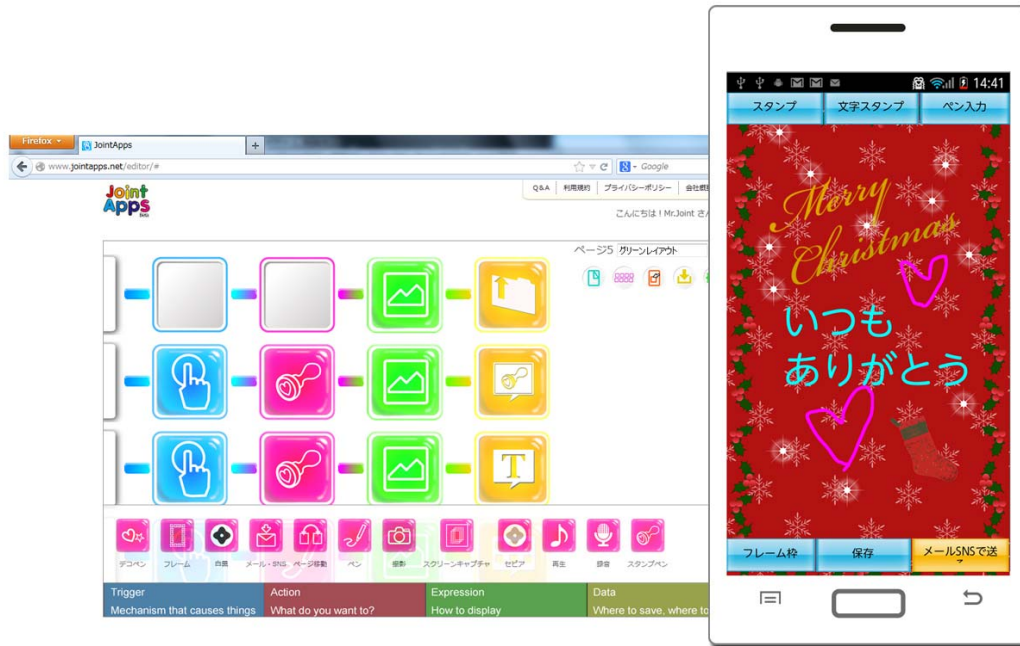 Firefox
JointApps
www.jointapps.net/editor/#
Google
Joint
Apps
Q&A
利用規約
プライバシーポリシー
こんにちは！Mr.Joint さ
ページ5 グリーンレイアウト
T
デコペン
フレーム
白黒
メール・SNS
ページ移動
ペン
撮影
スクリーンキャプチャ
セピア
再生
録音
スタンプペン
Trigger
Mechanism that causes things
Action
What do you want to?
Expression
How to display
Data
Where to save, where to
14:41
スタンプ
文字スタンプ
ペン入力
Merry
Christmas
いつも
ありがとう
フレーム枠
保存
メールSNSで送